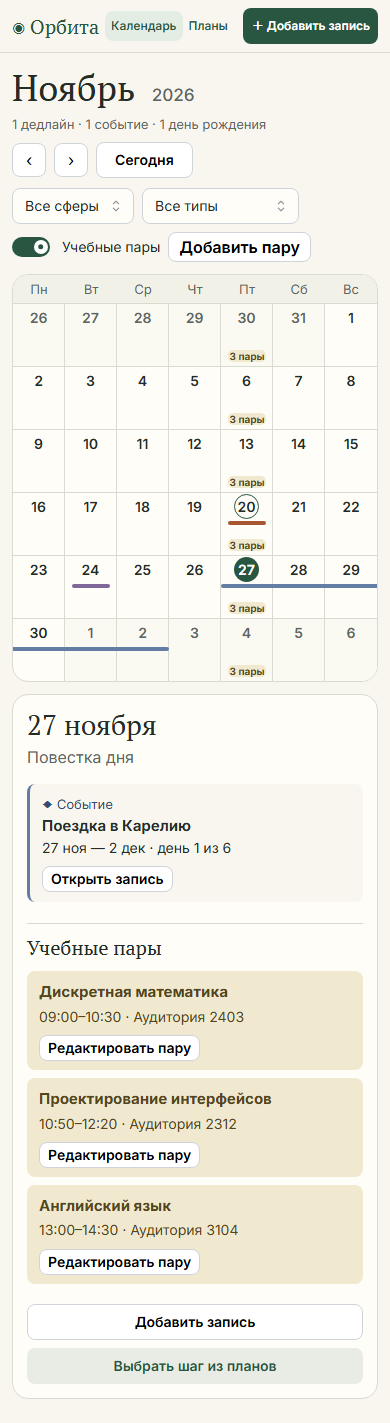 Орбита Календарь Планы + Добавить запись
Ноябрь 2026
1 дедлайн · 1 событие · 1 день рождения
‹ › Сегодня
Все сферы Все типы
Учебные пары Добавить пару
Пн Вт Ср Чт Пт Сб Вс
26 27 28 29 30 31 1
3 пары
2 3 4 5 6 7 8
3 пары
9 10 11 12 13 14 15
3 пары
16 17 18 19 20 21 22
3 пары
23 24 25 26 27 28 29
3 пары
30 1 2 3 4 5 6
3 пары
27 ноября
Повестка дня
Событие
Поездка в Карелию
27 ноя — 2 дек · день 1 из 6
Открыть запись
Учебные пары
Дискретная математика
09:00–10:30 · Аудитория 2403
Редактировать пару
Проектирование интерфейсов
10:50–12:20 · Аудитория 2312
Редактировать пару
Английский язык
13:00–14:30 · Аудитория 3104
Редактировать пару
Добавить запись
Выбрать шаг из планов